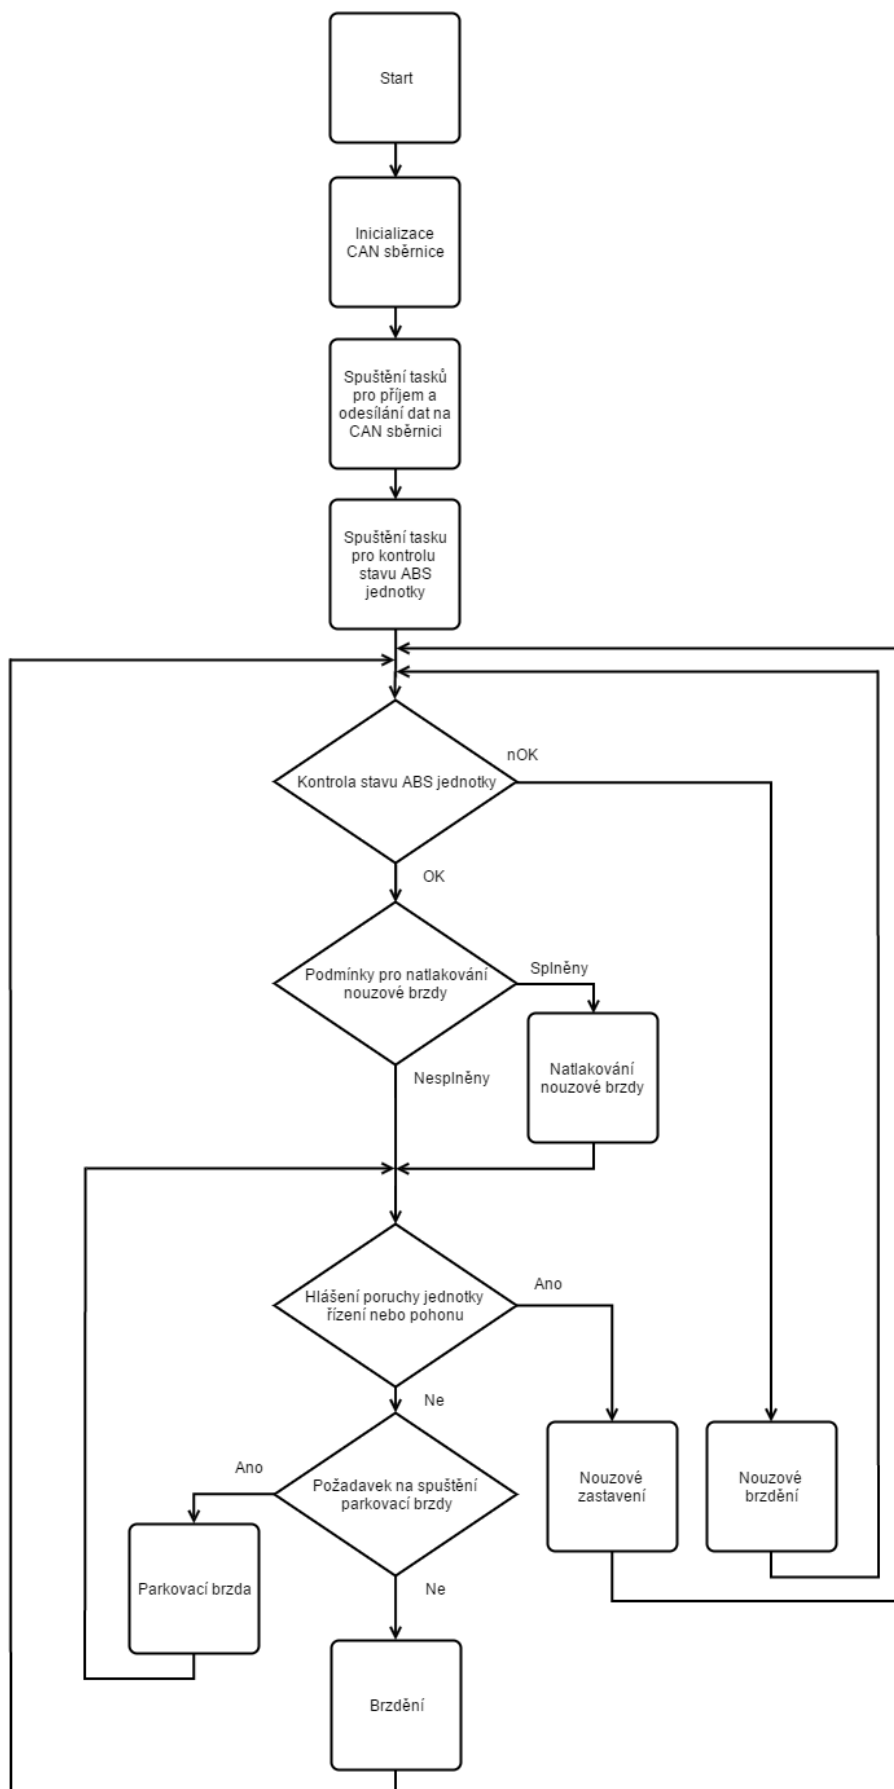 Start
Inicializace
CAN sběrnice
Spuštění tasků
pro příjem a
odesílání dat na
CAN sběrnici
Spuštění tasku
pro kontrolu
stavu ABS
jednotky
nOK
Kontrola stavu ABS jednotky
OK
Splněny
Podmínky pro natlakování
nouzové brzdy
Natlakování
nouzové brzdy
Nesplněny
Ano
Hlášení poruchy jednotky
řízení nebo pohonu
Ne
Ano
Požadavek na spuštění
parkovací brzdy
Nouzové
zastavení
Nouzové
brzdění
Parkovací brzda
Ne
Brzdění